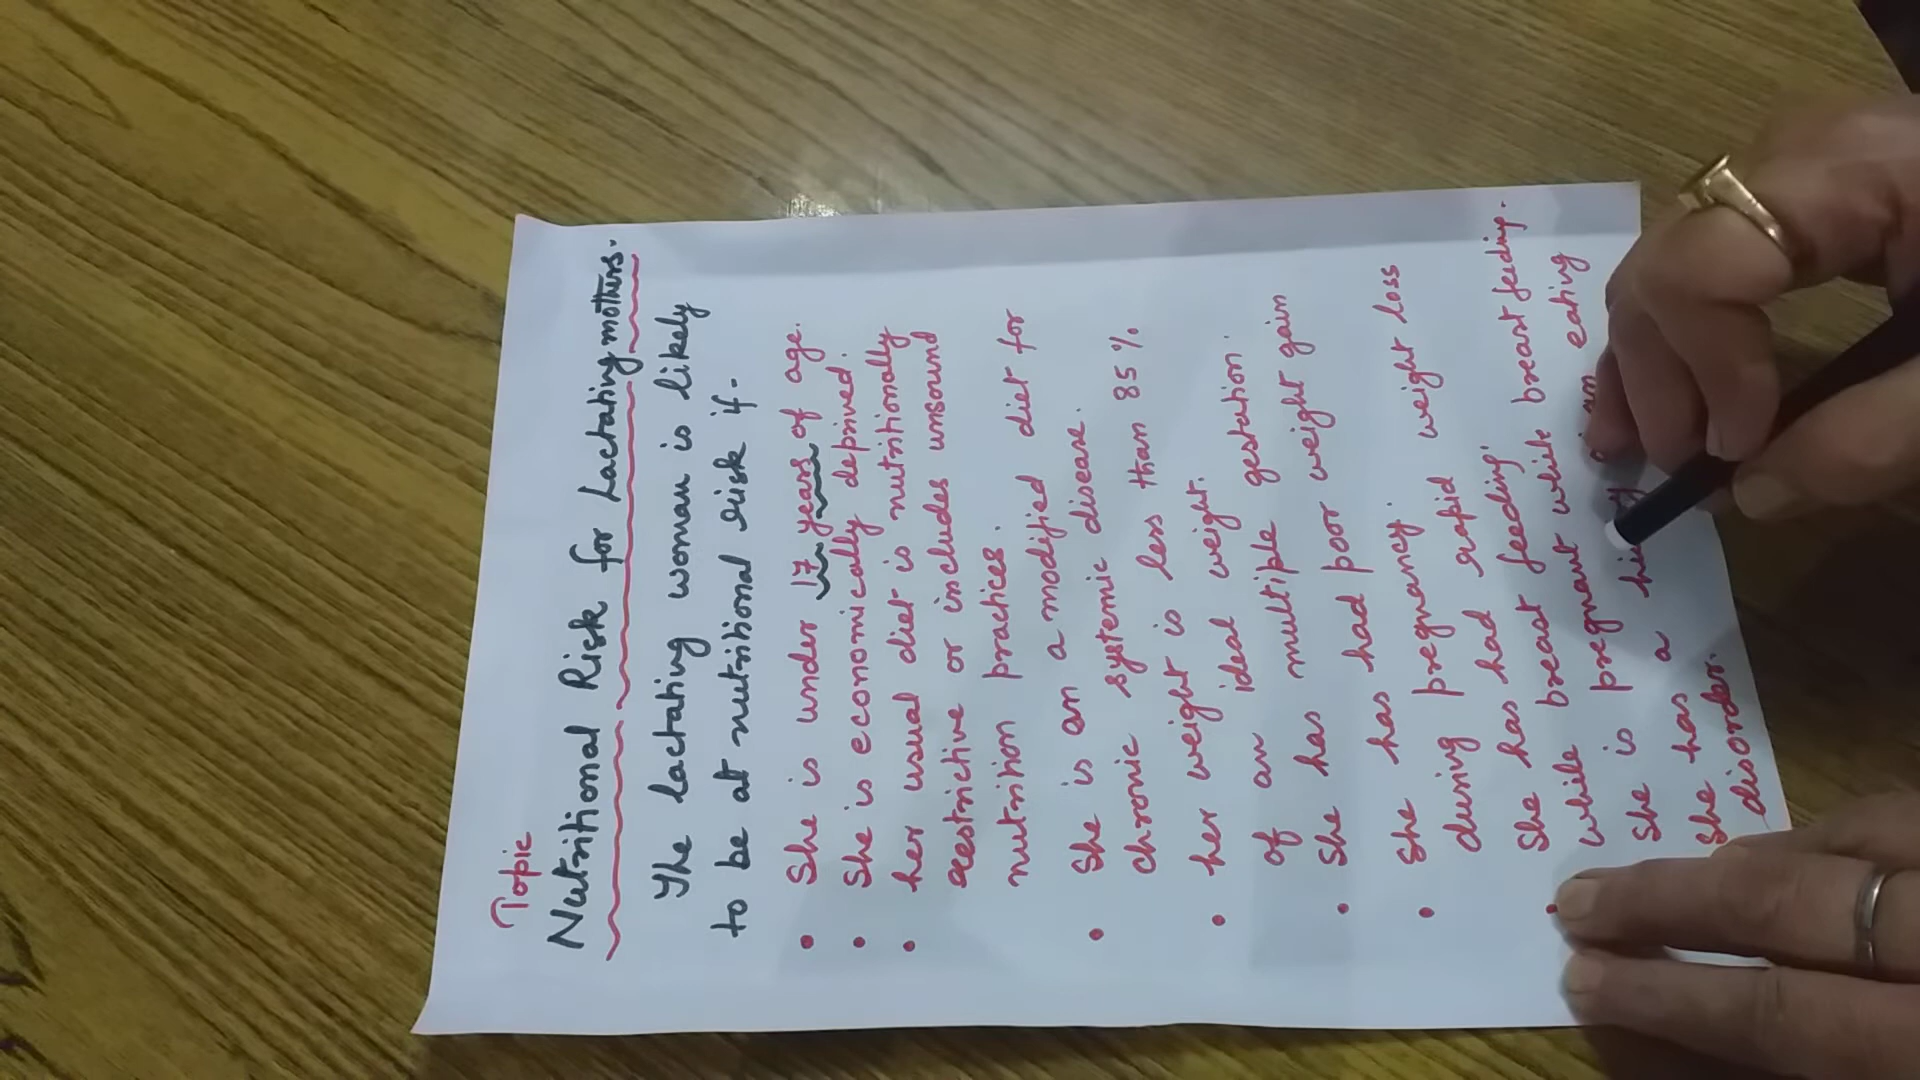 Topic
Nutritional Risk for Lactating mothers.
The Lactating woman is likely
to be at nutritional risk if.
• She is under 17 years of age.
• She is economically deprived.
• her usual diet is nutritionally
restrictive or includes unsound
nutrition practices.
• She is on a modified diet for
chronic systemic disease.
• her weight is less than 85%
of an ideal weight.
• She has multiple gestation.
• She has had poor weight gain
during pregnancy.
She has had rapid weight loss
while breast feeding
• She is pregnant while breast feeding.
She has a eating
disorder.